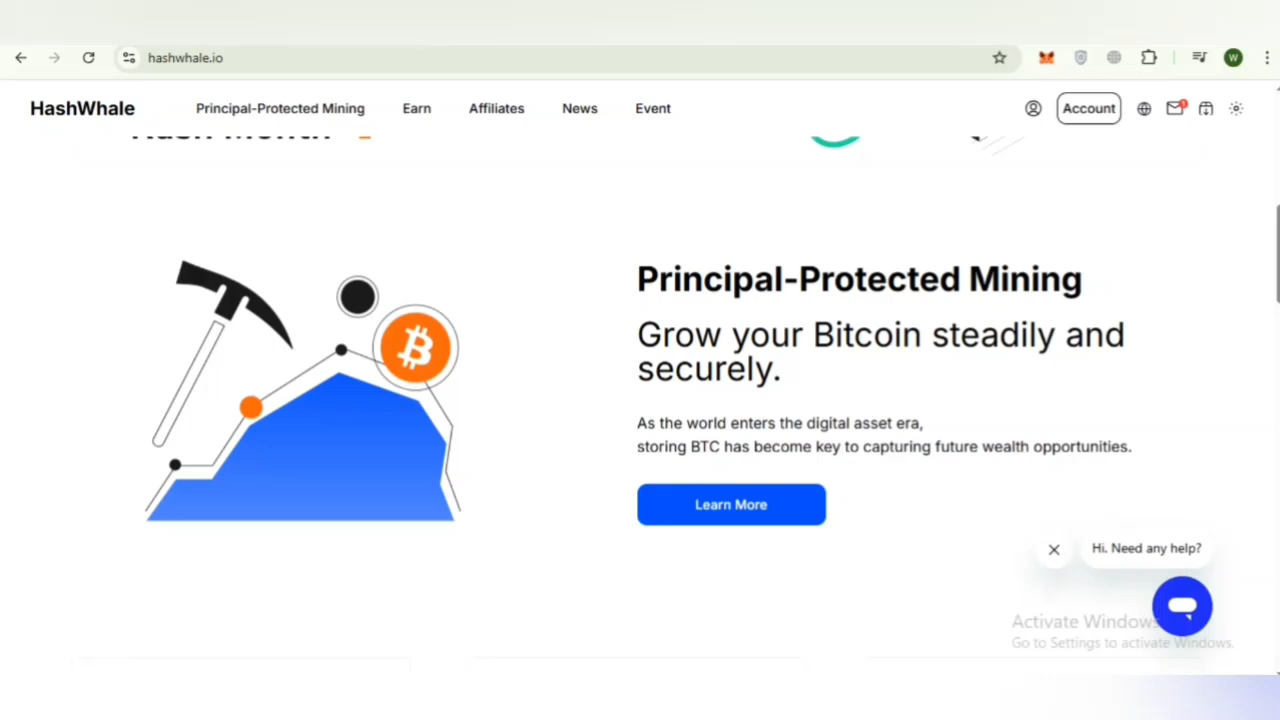 hashwhale.io
W
HashWhale Principal-Protected Mining Earn Affiliates News Event Account
Principal-Protected Mining
Grow your Bitcoin steadily and
securely.
As the world enters the digital asset era,
storing BTC has become key to capturing future wealth opportunities.
Learn More
Hi. Need any help?
Activate Windows
Go to Settings to activate Windows.